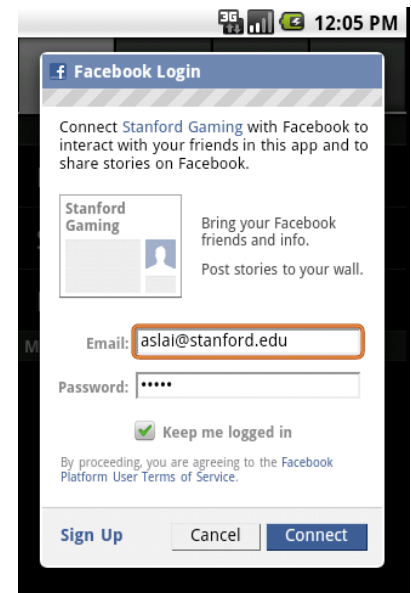 3G 12:05 PM
f Facebook Login
Connect Stanford Gaming with Facebook to
interact with your friends in this app and to
share stories on Facebook.
Stanford
Gaming
Bring your Facebook
friends and info.
Post stories to your wall.
M
Email: aslai@stanford.edu
Password: •••••
Keep me logged in
By proceeding, you are agreeing to the Facebook
Platform User Terms of Service.
Sign Up Cancel Connect